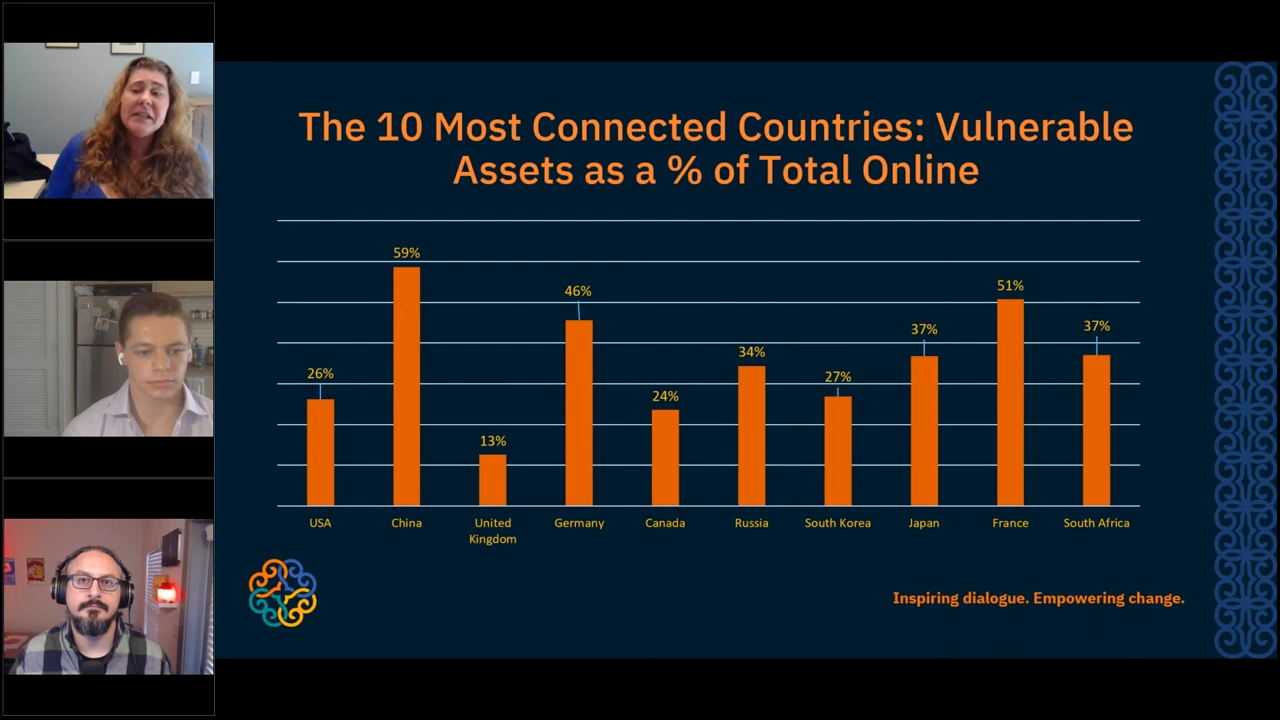 The 10 Most Connected Countries: Vulnerable
Assets as a % of Total Online
26%
59%
13%
46%
24%
34%
27%
37%
51%
37%
USA
China
United
Kingdom
Germany
Canada
Russia
South Korea
Japan
France
South Africa
Inspiring dialogue. Empowering change.